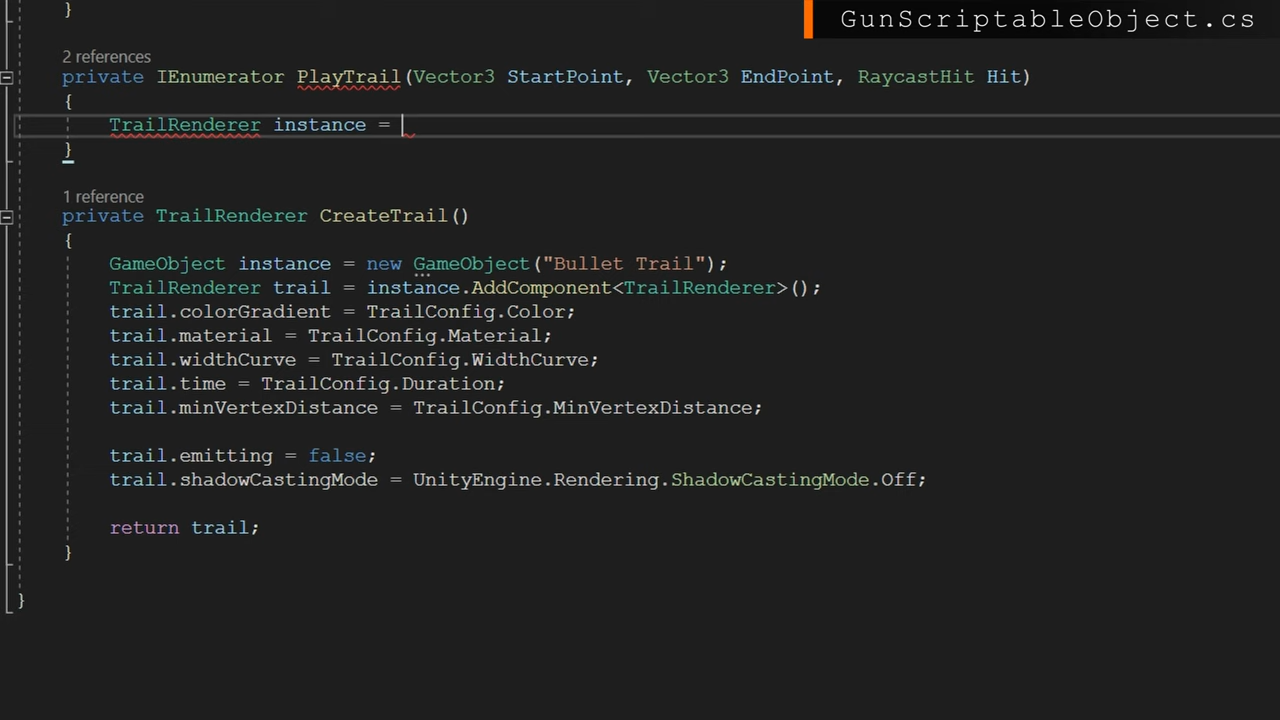 GunScriptableObject.cs
}
2 references
private IEnumerator PlayTrail(Vector3 StartPoint, Vector3 EndPoint, RaycastHit Hit)
{
TrailRenderer instance =
}
1 reference
private TrailRenderer CreateTrail()
{
GameObject instance = new GameObject("Bullet Trail");
TrailRenderer trail = instance.AddComponent<TrailRenderer>();
trail.colorGradient = TrailConfig.Color;
trail.material = TrailConfig.Material;
trail.widthCurve = TrailConfig.WidthCurve;
trail.time = TrailConfig.Duration;
trail.minVertexDistance = TrailConfig.MinVertexDistance;
trail.emitting = false;
trail.shadowCastingMode = UnityEngine.Rendering.ShadowCastingMode.Off;
return trail;
}
}